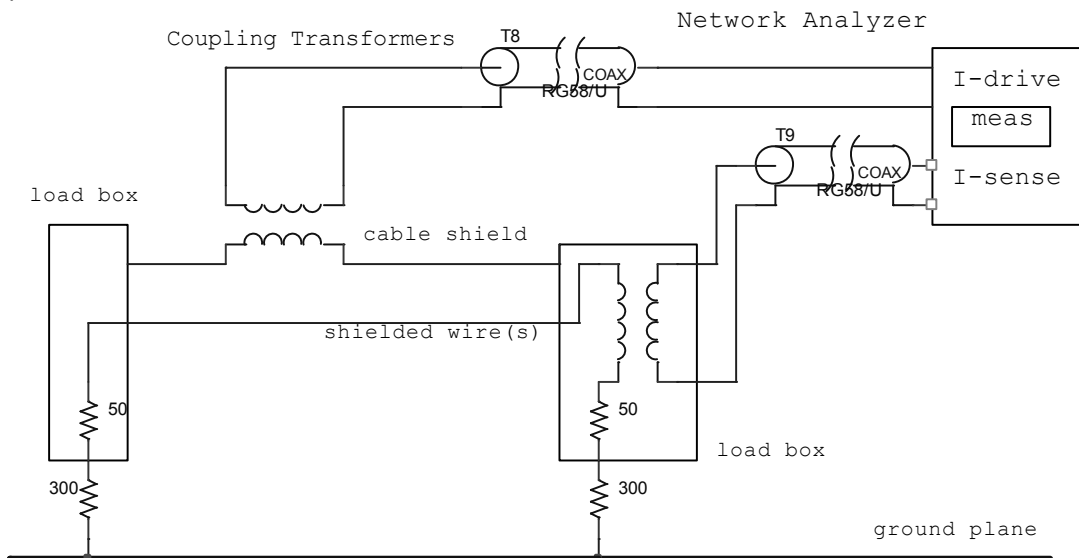 Network Analyzer
T8
Coupling Transformers
COAX
RG58/U
I-drive
meas
T9
COAX
RG58/U
I-sense
load box
cable shield
shielded wire(s)
50
50
load box
300
300
ground plane